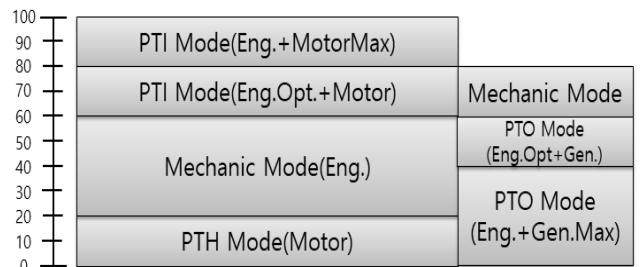 100
90
80
70
60
50
40
30
20
10
0
PTI Mode(Eng.+MotorMax)
PTI Mode(Eng.Opt.+Motor)
Mechanic Mode(Eng.)
PTH Mode(Motor)
Mechanic Mode
PTO Mode
(Eng.Opt+Gen.)
PTO Mode
(Eng.+Gen.Max)